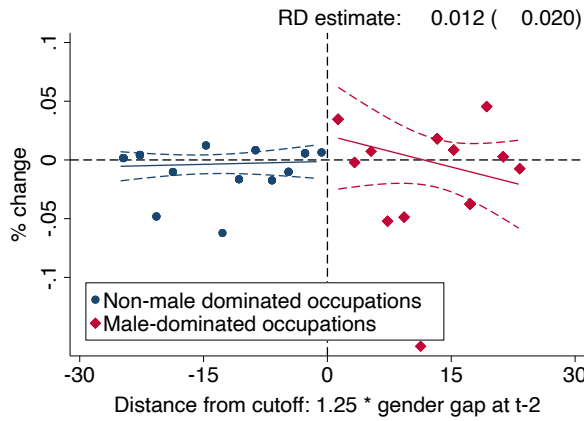 RD estimate: 0.012 ( 0.020)
.1
.05
0
-.05
-.1
% change
Non-male dominated occupations
Male-dominated occupations
-30 -15 0 15 30
Distance from cutoff: 1.25 * gender gap at t-2